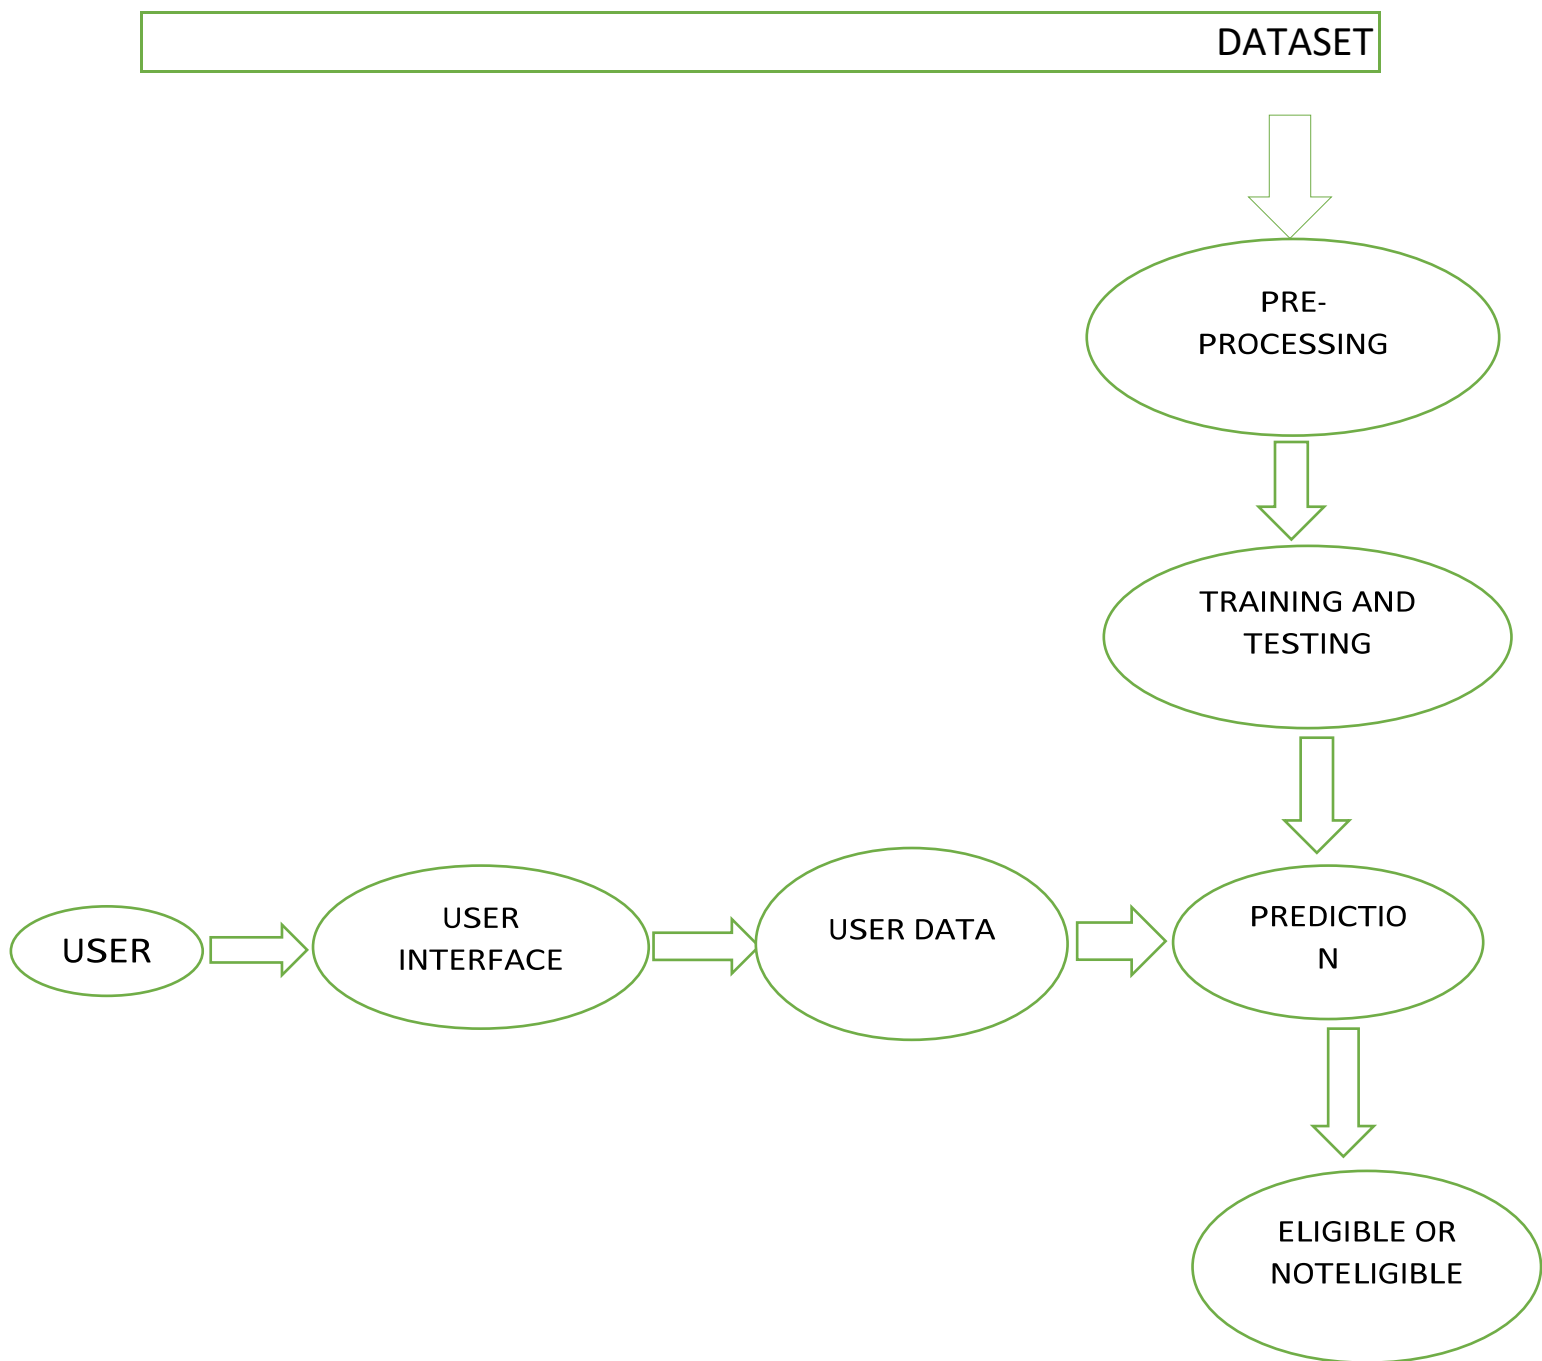 DATASET
PRE-
PROCESSING
TRAINING AND
TESTING
USER
USER
INTERFACE
USER DATA
PREDICTIO
N
ELIGIBLE OR
NOTELIGIBLE